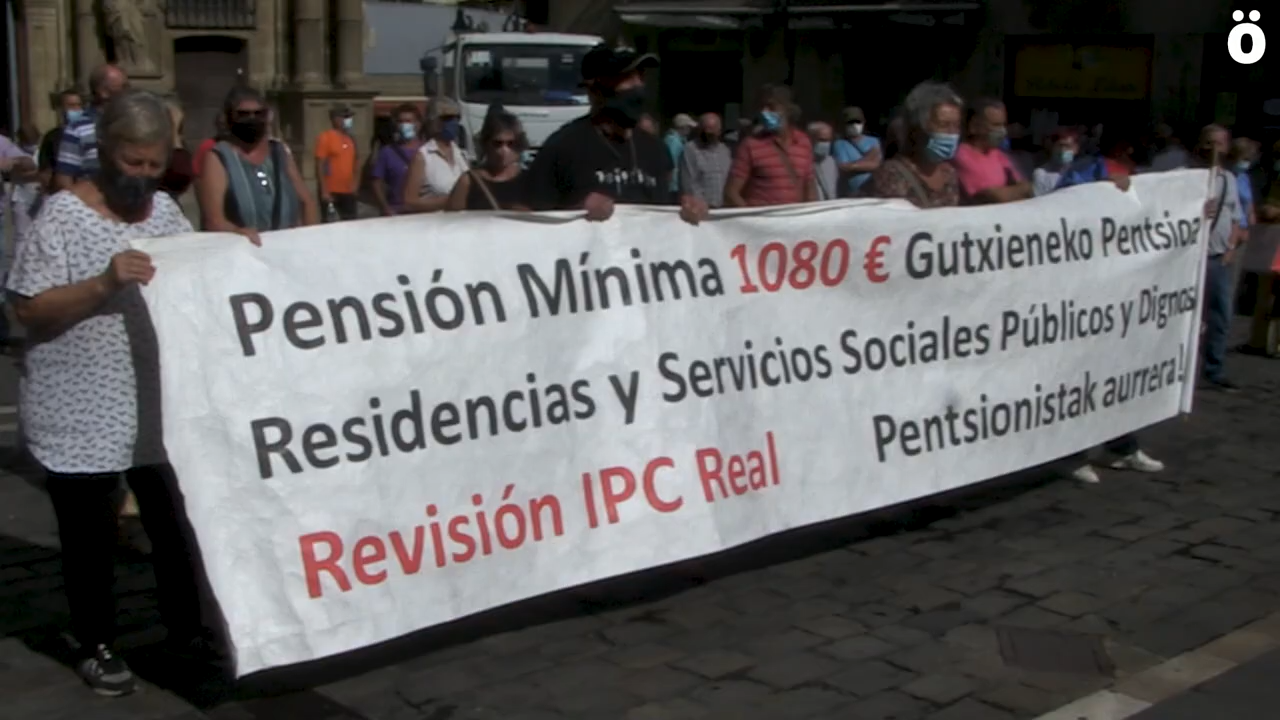 Pensión Mínima 1080 € Gutxieneko Pentsioa
Residencias y Servicios Sociales Públicos y Dignos
Revisión IPC Real Pentsionistak aurrera!
ö